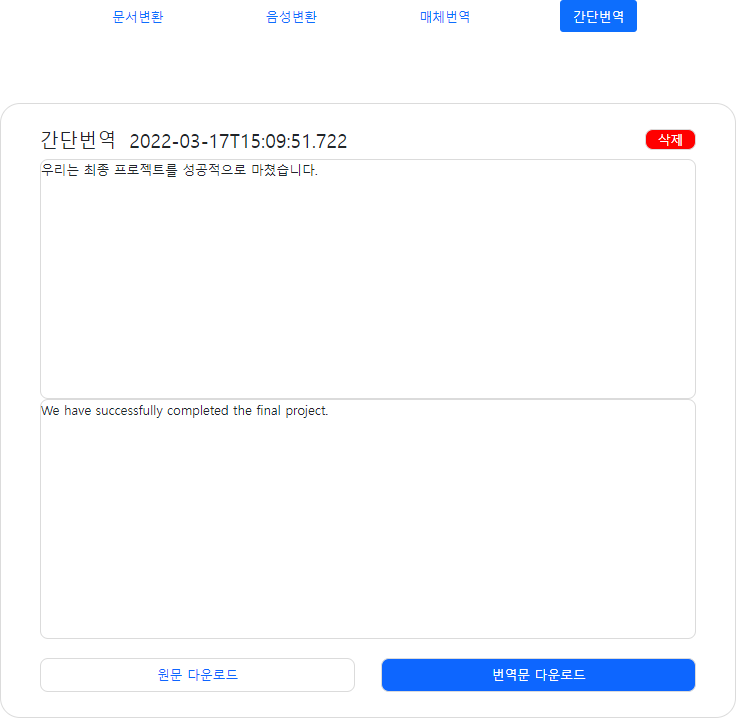 문서변환 음성변환 매체번역 간단번역
간단번역 2022-03-17T15:09:51.722 삭제
우리는 최종 프로젝트를 성공적으로 마쳤습니다.
We have successfully completed the final project.
원문 다운로드 번역문 다운로드